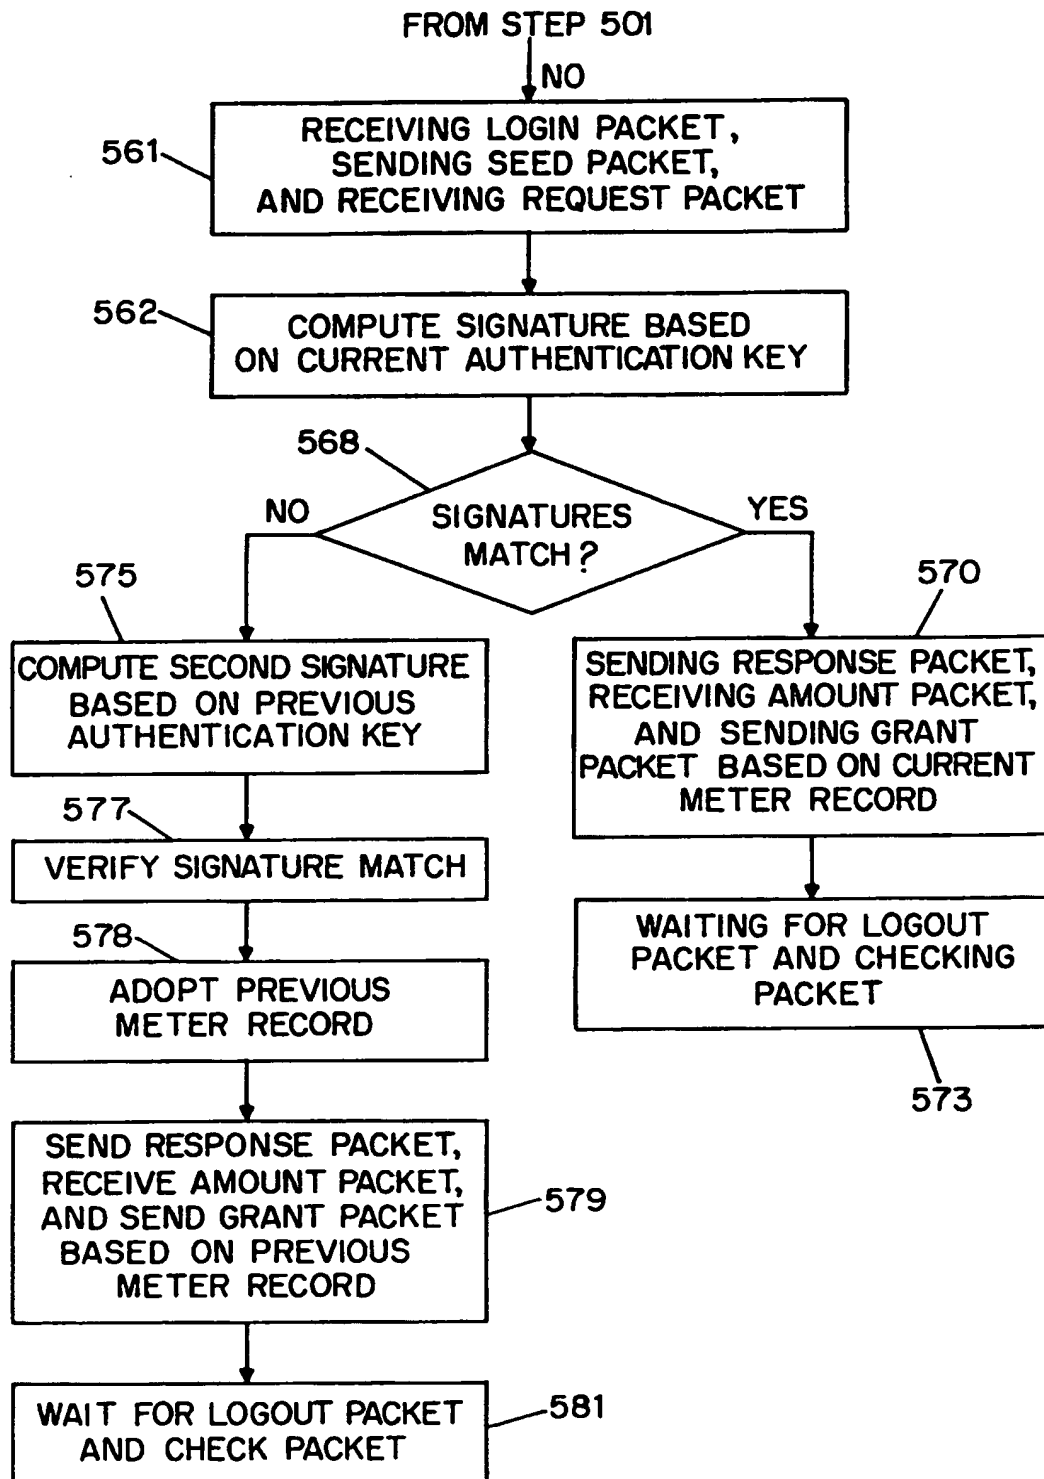 FROM STEP 501
NO
RECEIVING LOGIN PACKET,
SENDING SEED PACKET,
AND RECEIVING REQUEST PACKET
561
562
COMPUTE SIGNATURE BASED
ON CURRENT AUTHENTICATION KEY
568
NO
SIGNATURES
MATCH?
YES
575
COMPUTE SECOND SIGNATURE
BASED ON PREVIOUS
AUTHENTICATION KEY
577
VERIFY SIGNATURE MATCH
578
ADOPT PREVIOUS
METER RECORD
SEND RESPONSE PACKET,
RECEIVE AMOUNT PACKET,
AND SEND GRANT PACKET
BASED ON PREVIOUS
METER RECORD
579
WAIT FOR LOGOUT PACKET
AND CHECK PACKET
581
570
SENDING RESPONSE PACKET,
RECEIVING AMOUNT PACKET,
AND SENDING GRANT
PACKET BASED ON CURRENT
METER RECORD
WAITING FOR LOGOUT
PACKET AND CHECKING
PACKET
573